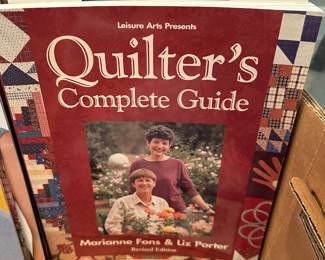 Leisure Arts Presents
Quilter's
Complete Guide
Marianne Fons & Liz Porter
Revised Edition